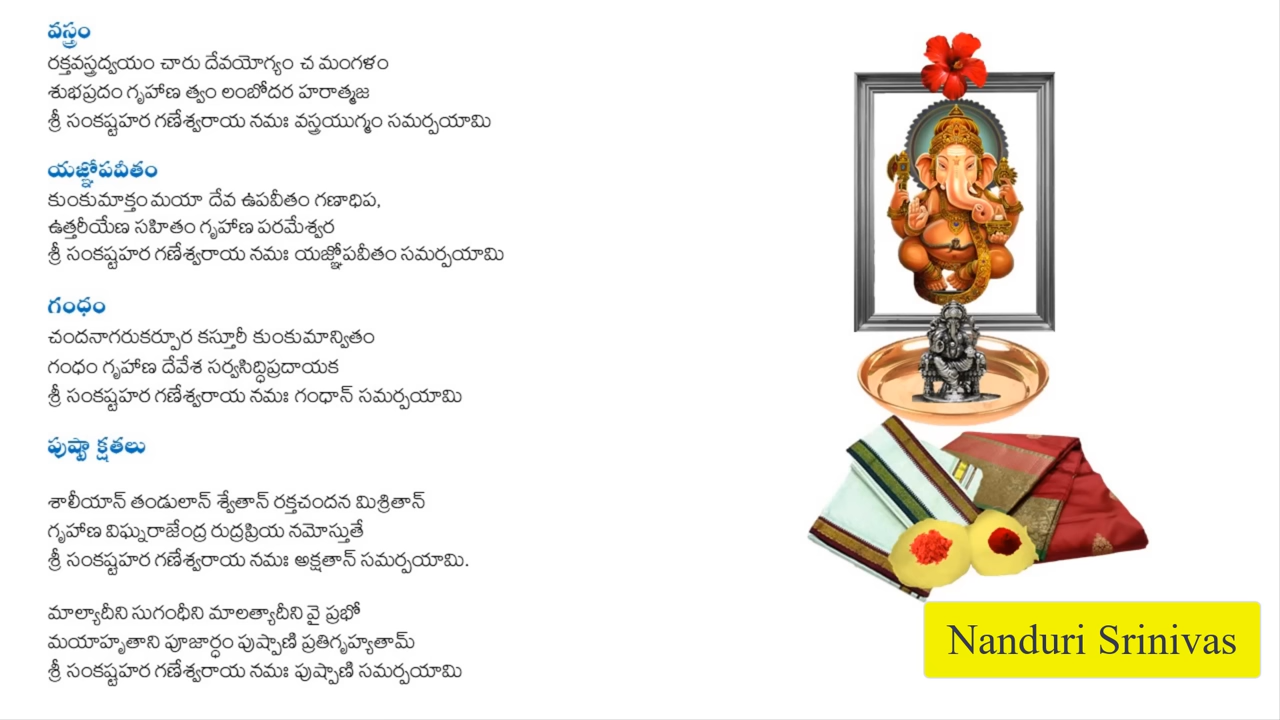 వస్త్రం
రక్తవస్త్రద్వయం చారు దేవయోగ్యం చ మంగళం
శుభప్రదం గృహాణ త్వం లంబోదర హరాత్మజ
శ్రీ సంకష్టహర గణేశ్వరాయ నమః వస్త్రయుగ్మం సమర్పయామి
యజ్ఞోపవీతం
కుంకుమాక్తం మయా దేవ ఉపవీతం గణాధిప,
ఉత్తరీయేణ సహితం గృహాణ పరమేశ్వర
శ్రీ సంకష్టహర గణేశ్వరాయ నమః యజ్ఞోపవీతం సమర్పయామి
గంధం
చందనాగరుకర్పూర కస్తూరీ కుంకుమాన్వితం
గంధం గృహాణ దేవేశ సర్వసిద్ధిప్రదాయక
శ్రీ సంకష్టహర గణేశ్వరాయ నమః గంధాన్ సమర్పయామి
పుష్పా క్షతలు
శాలీయాన్ తండులాన్ శ్వేతాన్ రక్తచందన మిశ్రితాన్
గృహాణ విఘ్నరాజేంద్ర రుద్రప్రియ నమోస్తుతే
శ్రీ సంకష్టహర గణేశ్వరాయ నమః అక్షతాన్ సమర్పయామి.
మాల్యాదీని సుగంధీని మాలత్యాదీని వై ప్రభో
మయాహృతాని పూజార్థం పుష్పాణి ప్రతిగృహ్యతామ్
శ్రీ సంకష్టహర గణేశ్వరాయ నమః పుష్పాణి సమర్పయామి
Nanduri Srinivas